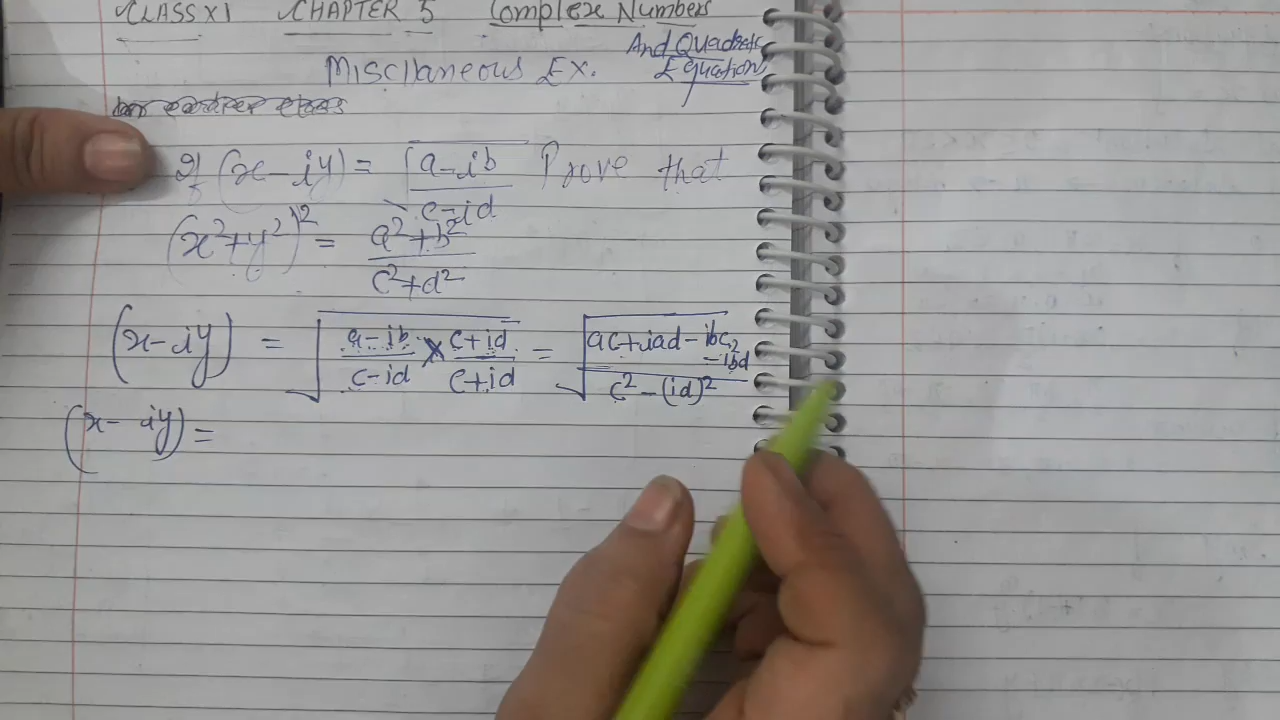 CLASS XI CHAPTER 5 Complex Numbers
And Quadratic
Miscilaneous Ex. Equation
If (x - iy) = √(a-ib / c-id) Prove that
(x²+y²)² = a²+b² / c²+d²
(x-iy) = √(a-ib / c-id × c+id / c+id) = √(ac+iad-ibc-i²bd / c²-(id)²)
(x- iy) =